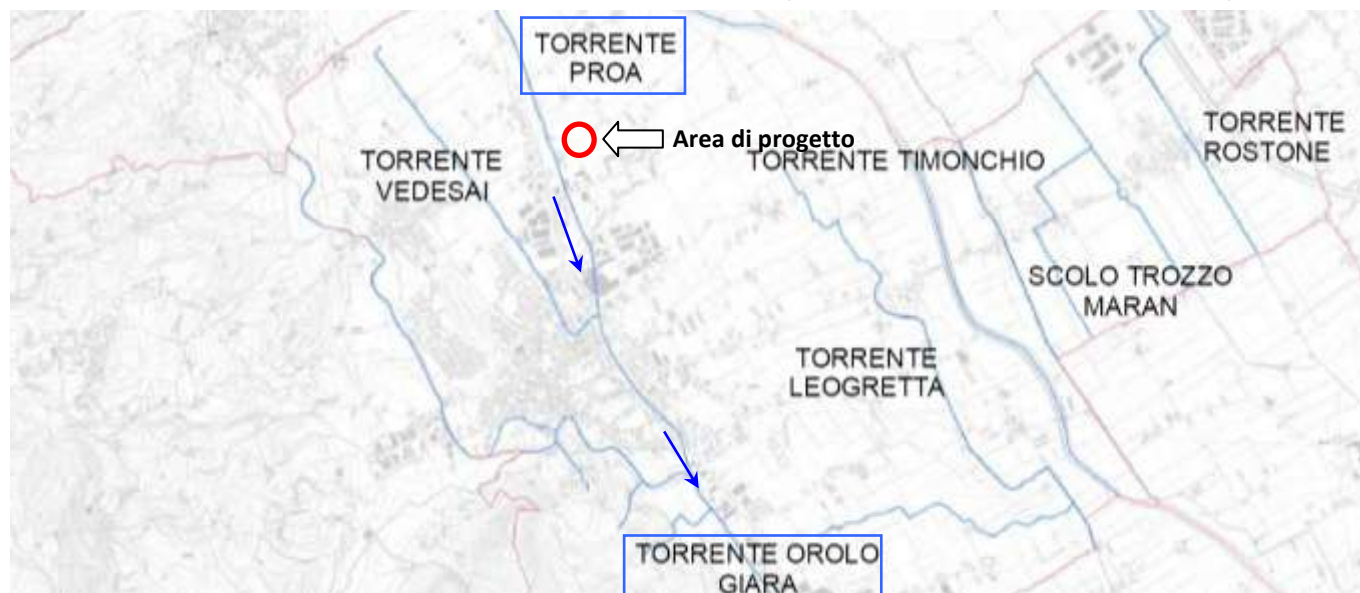 TORRENTE
PROA
Area di progetto
TORRENTE
VEDESAI
TORRENTE TIMONCHIO
TORRENTE
ROSTONE
SCOLO TROZZO
MARAN
TORRENTE
LEOGRETTA
TORRENTE OROLO
GIARA